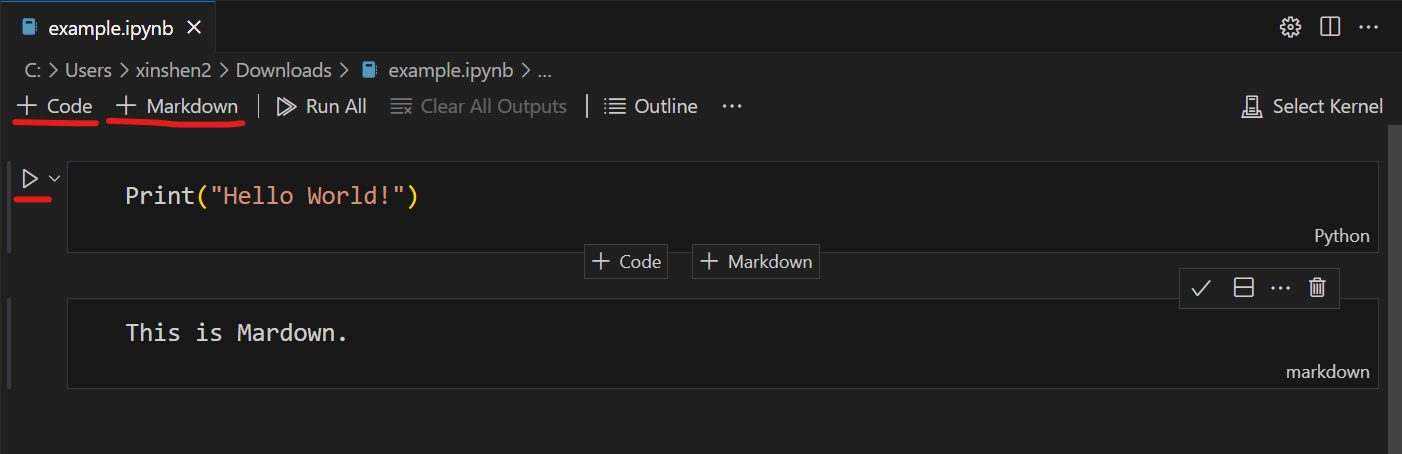 example.ipynb
C: > Users > xinshen2 > Downloads > example.ipynb > ...
+ Code + Markdown | Run All Clear All Outputs | Outline ... Select Kernel
Print("Hello World!")
Python
+ Code + Markdown
This is Mardown.
markdown